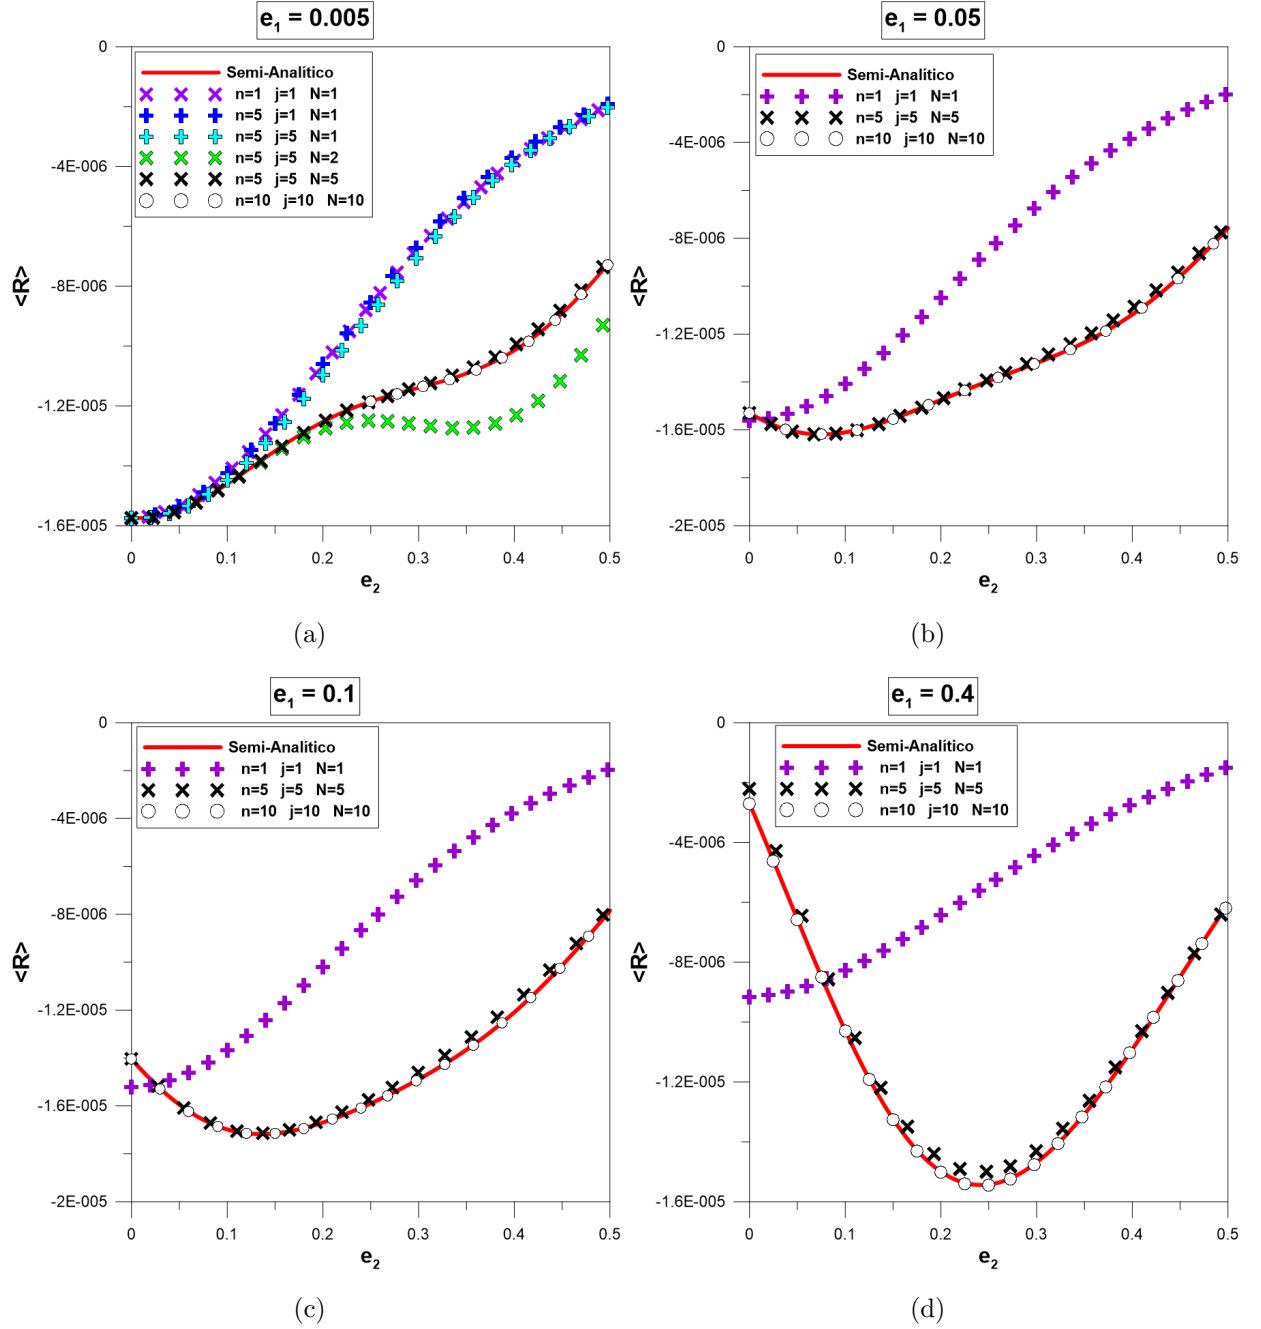 e1 = 0.005
0
-4E-006
-8E-006
-1.2E-005
-1.6E-005
<R>
Semi-Analítico
n=1 j=1 N=1
n=5 j=1 N=1
n=5 j=5 N=1
n=5 j=5 N=2
n=5 j=5 N=5
n=10 j=10 N=10
0 0.1 0.2 0.3 0.4 0.5
e2
(a)
e1 = 0.05
0
-4E-006
-8E-006
-1.2E-005
-1.6E-005
-2E-005
<R>
Semi-Analítico
n=1 j=1 N=1
n=5 j=5 N=5
n=10 j=10 N=10
0 0.1 0.2 0.3 0.4 0.5
e2
(b)
e1 = 0.1
0
-4E-006
-8E-006
-1.2E-005
-1.6E-005
-2E-005
<R>
Semi-Analítico
n=1 j=1 N=1
n=5 j=5 N=5
n=10 j=10 N=10
0 0.1 0.2 0.3 0.4 0.5
e2
(c)
e1 = 0.4
0
-4E-006
-8E-006
-1.2E-005
-1.6E-005
<R>
Semi-Analítico
n=1 j=1 N=1
n=5 j=5 N=5
n=10 j=10 N=10
0 0.1 0.2 0.3 0.4 0.5
e2
(d)